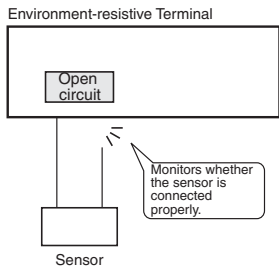 Environment-resistive Terminal
Open
circuit
Monitors whether
the sensor is
connected
properly.
Sensor